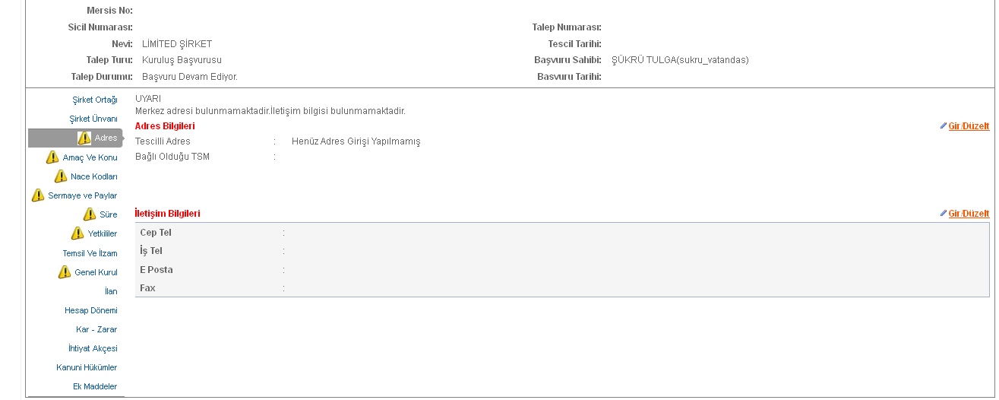 Mersis No:
Sicil Numarası: Talep Numarası:
Nevi: LİMİTED ŞİRKET Tescil Tarihi:
Talep Turu: Kuruluş Başvurusu Başvuru Sahibi: ŞÜKRÜ TULGA(sukru_vatandas)
Talep Durumu: Başvuru Devam Ediyor. Basvuru Tarihi:
Şirket Ortağı
Şirket Ünvanı
Adres
Amaç Ve Konu
Nace Kodları
Sermaye ve Paylar
Süre
Yetkililer
Temsil Ve İlzam
Genel Kurul
İlan
Hesap Dönemi
Kar - Zarar
İhtiyat Akçesi
Kanuni Hükümler
Ek Maddeler
UYARI
Merkez adresi bulunmamaktadir.İletişim bilgisi bulunmamaktadir.
Adres Bilgileri Gir/Düzelt
Tescilli Adres : Henüz Adres Girişi Yapılmamış
Bağlı Olduğu TSM :
İletişim Bilgileri Gir/Düzelt
Cep Tel :
İş Tel :
E Posta :
Fax :